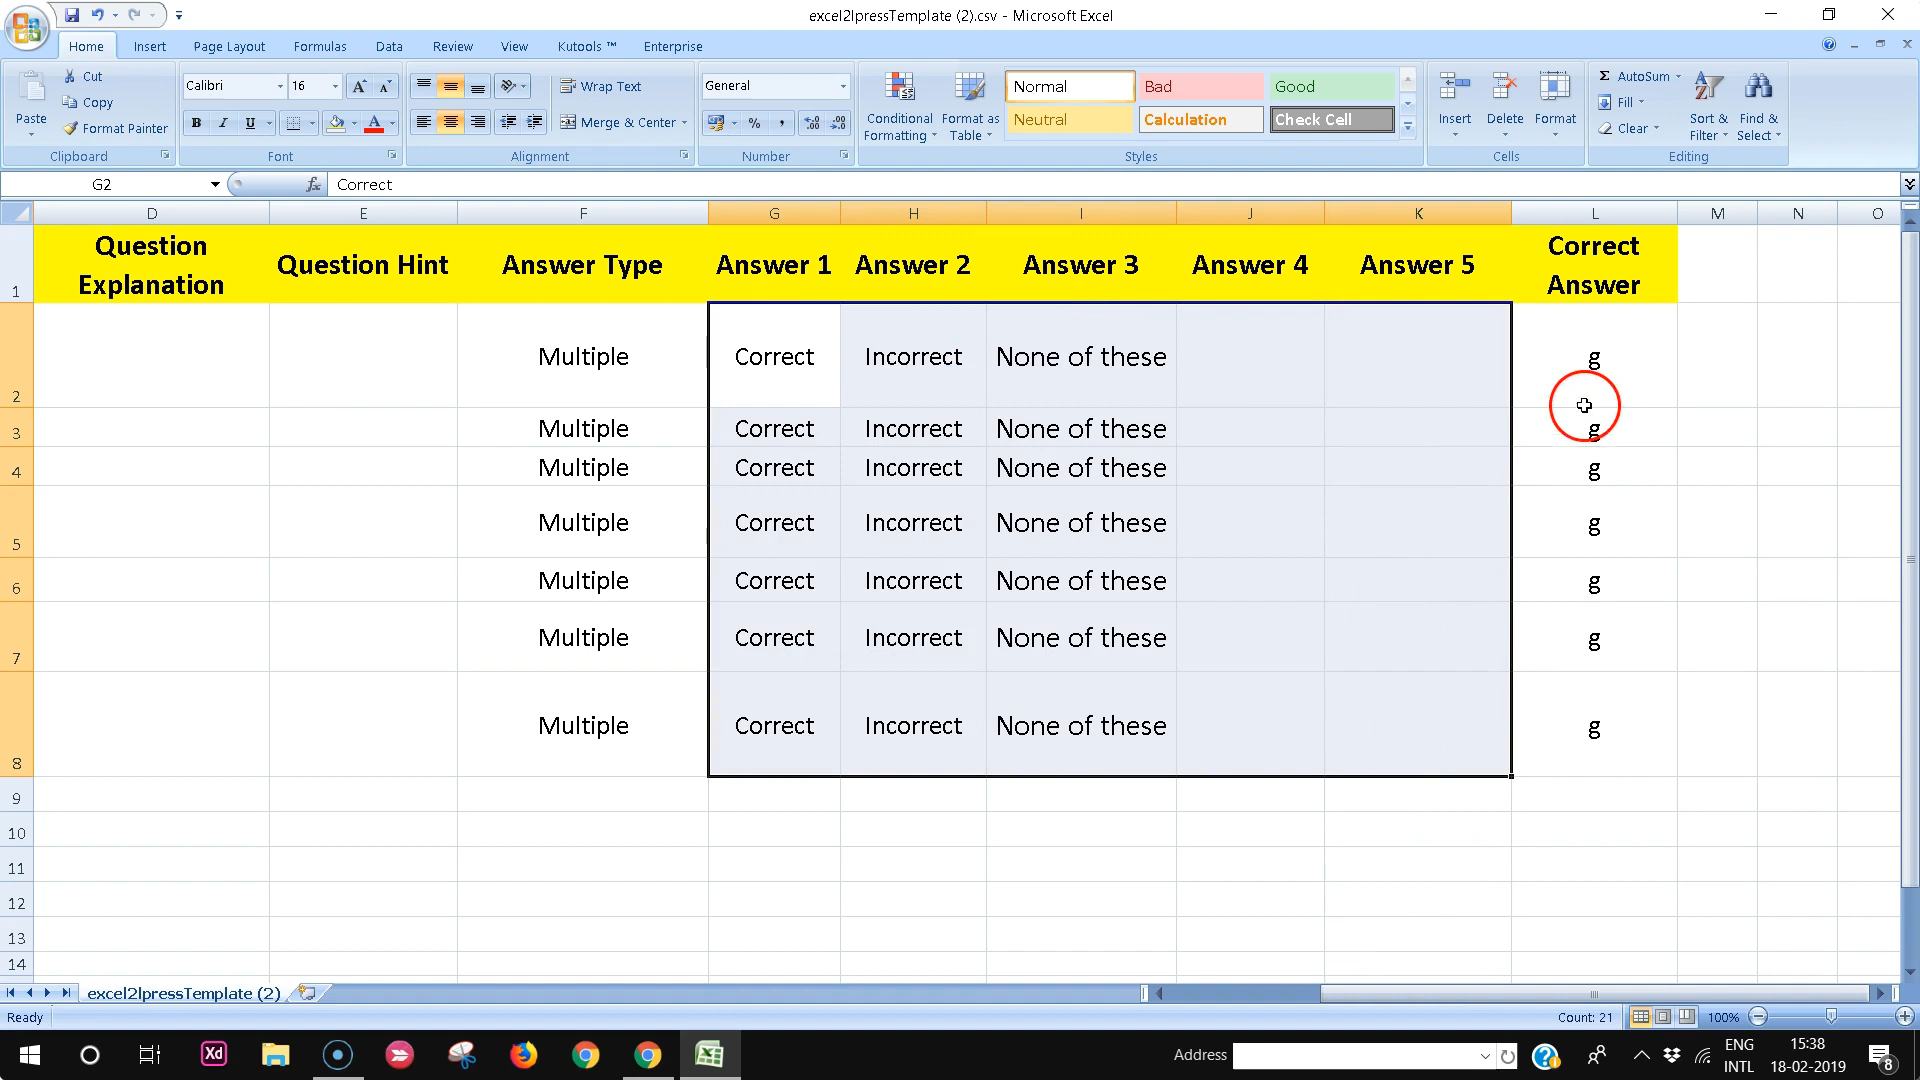 excel2lpressTemplate (2).csv - Microsoft Excel
Home Insert Page Layout Formulas Data Review View Kutools ™ Enterprise
Paste
Cut
Copy
Format Painter
Clipboard
Calibri 16
B I U A
Font
Wrap Text
Merge & Center
Alignment
General
% ,
Number
Conditional Formatting
Format as Table
Normal Bad Good
Neutral Calculation Check Cell
Styles
Insert Delete Format
Cells
Σ AutoSum
Fill
Clear
Sort & Filter
Find & Select
Editing
G2 fx Correct
D E F G H I J K L M N O
1 Question Explanation Question Hint Answer Type Answer 1 Answer 2 Answer 3 Answer 4 Answer 5 Correct Answer
2 Multiple Correct Incorrect None of these g
3 Multiple Correct Incorrect None of these g
4 Multiple Correct Incorrect None of these g
5 Multiple Correct Incorrect None of these g
6 Multiple Correct Incorrect None of these g
7 Multiple Correct Incorrect None of these g
8 Multiple Correct Incorrect None of these g
9
10
11
12
13
14
excel2lpressTemplate (2)
Ready Count: 21 100%
Xd Address ENG INTL 15:38 18-02-2019 8